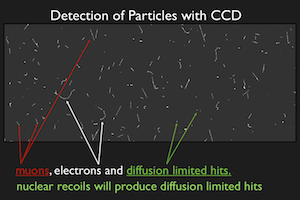 Detection of Particles with CCD
muons, electrons and diffusion limited hits.
nuclear recoils will produce diffusion limited hits